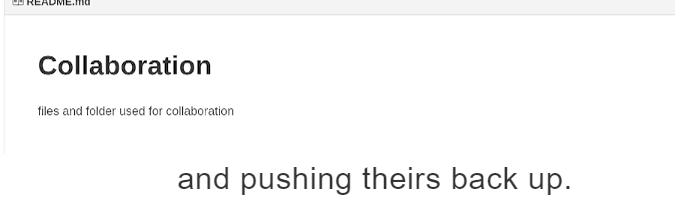 README.md
Collaboration
files and folder used for collaboration
and pushing theirs back up.